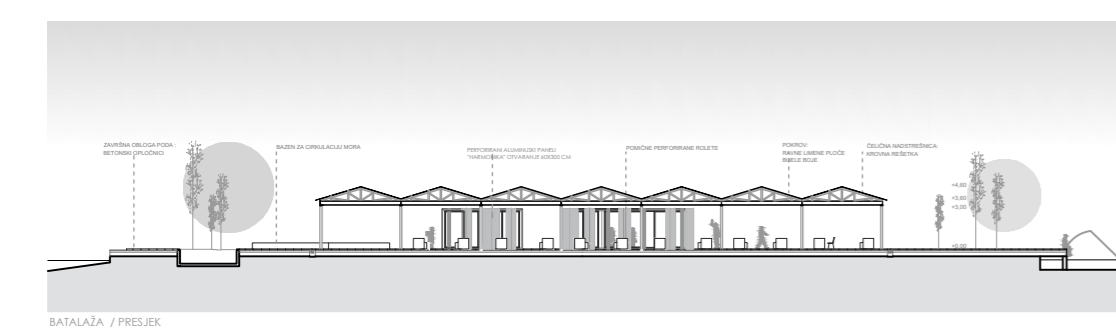 ZAVRŠNA OBLOGA PODA :
BETONSKI OPLOČNICI
BAZEN ZA CIRKULACIJU MORA
PERFORIRANI ALUMINIJSKI PANELI
"HARMONIKA" OTVARANJE 60X300 CM
POMIČNE PERFORIRANE ROLETE
POKROV:
RAVNE LIMENE PLOČE
BIJELE BOJE
ČELIČNA NADSTREŠNICA:
KROVNA REŠETKA
+4,60
+3,60
+3,00
+0,00
BATALAŽA / PRESJEK